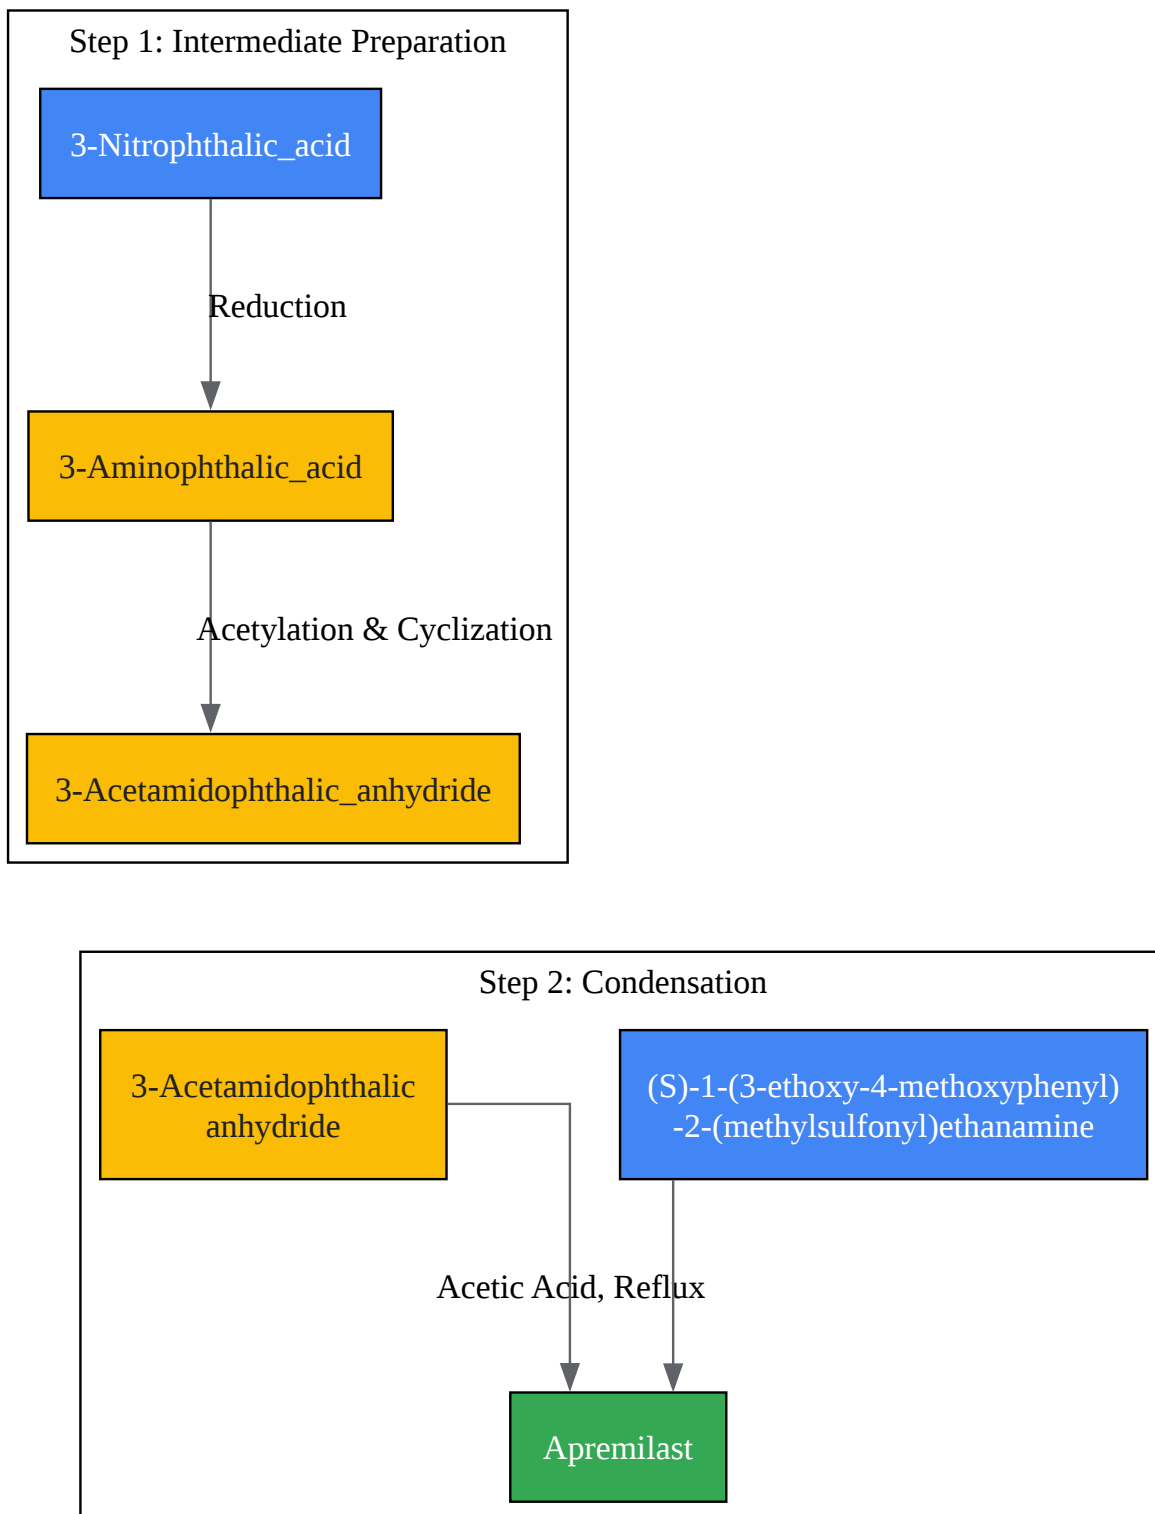 Step 1: Intermediate Preparation
3-Nitrophthalic_acid
Reduction
3-Aminophthalic_acid
Acetylation & Cyclization
3-Acetamidophthalic_anhydride
Step 2: Condensation
3-Acetamidophthalic
anhydride
(S)-1-(3-ethoxy-4-methoxyphenyl)
-2-(methylsulfonyl)ethanamine
Acetic Acid, Reflux
Apremilast